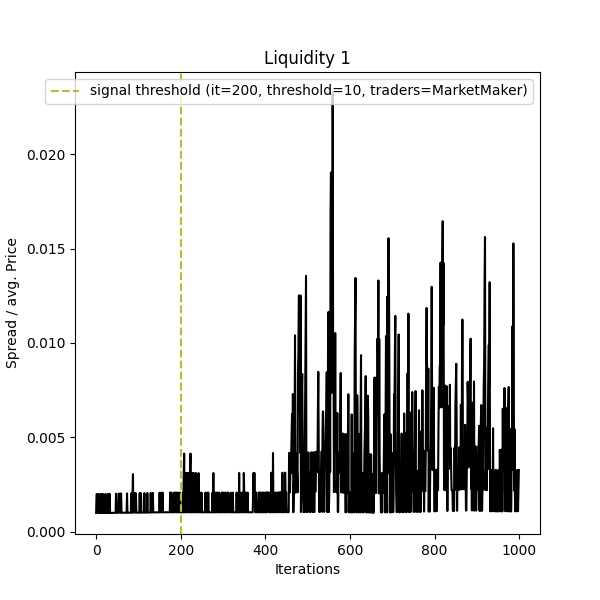 Liquidity 1
signal threshold (it=200, threshold=10, traders=MarketMaker)
Spread / avg. Price
0.020
0.015
0.010
0.005
0.000
0 200 400 600 800 1000
Iterations